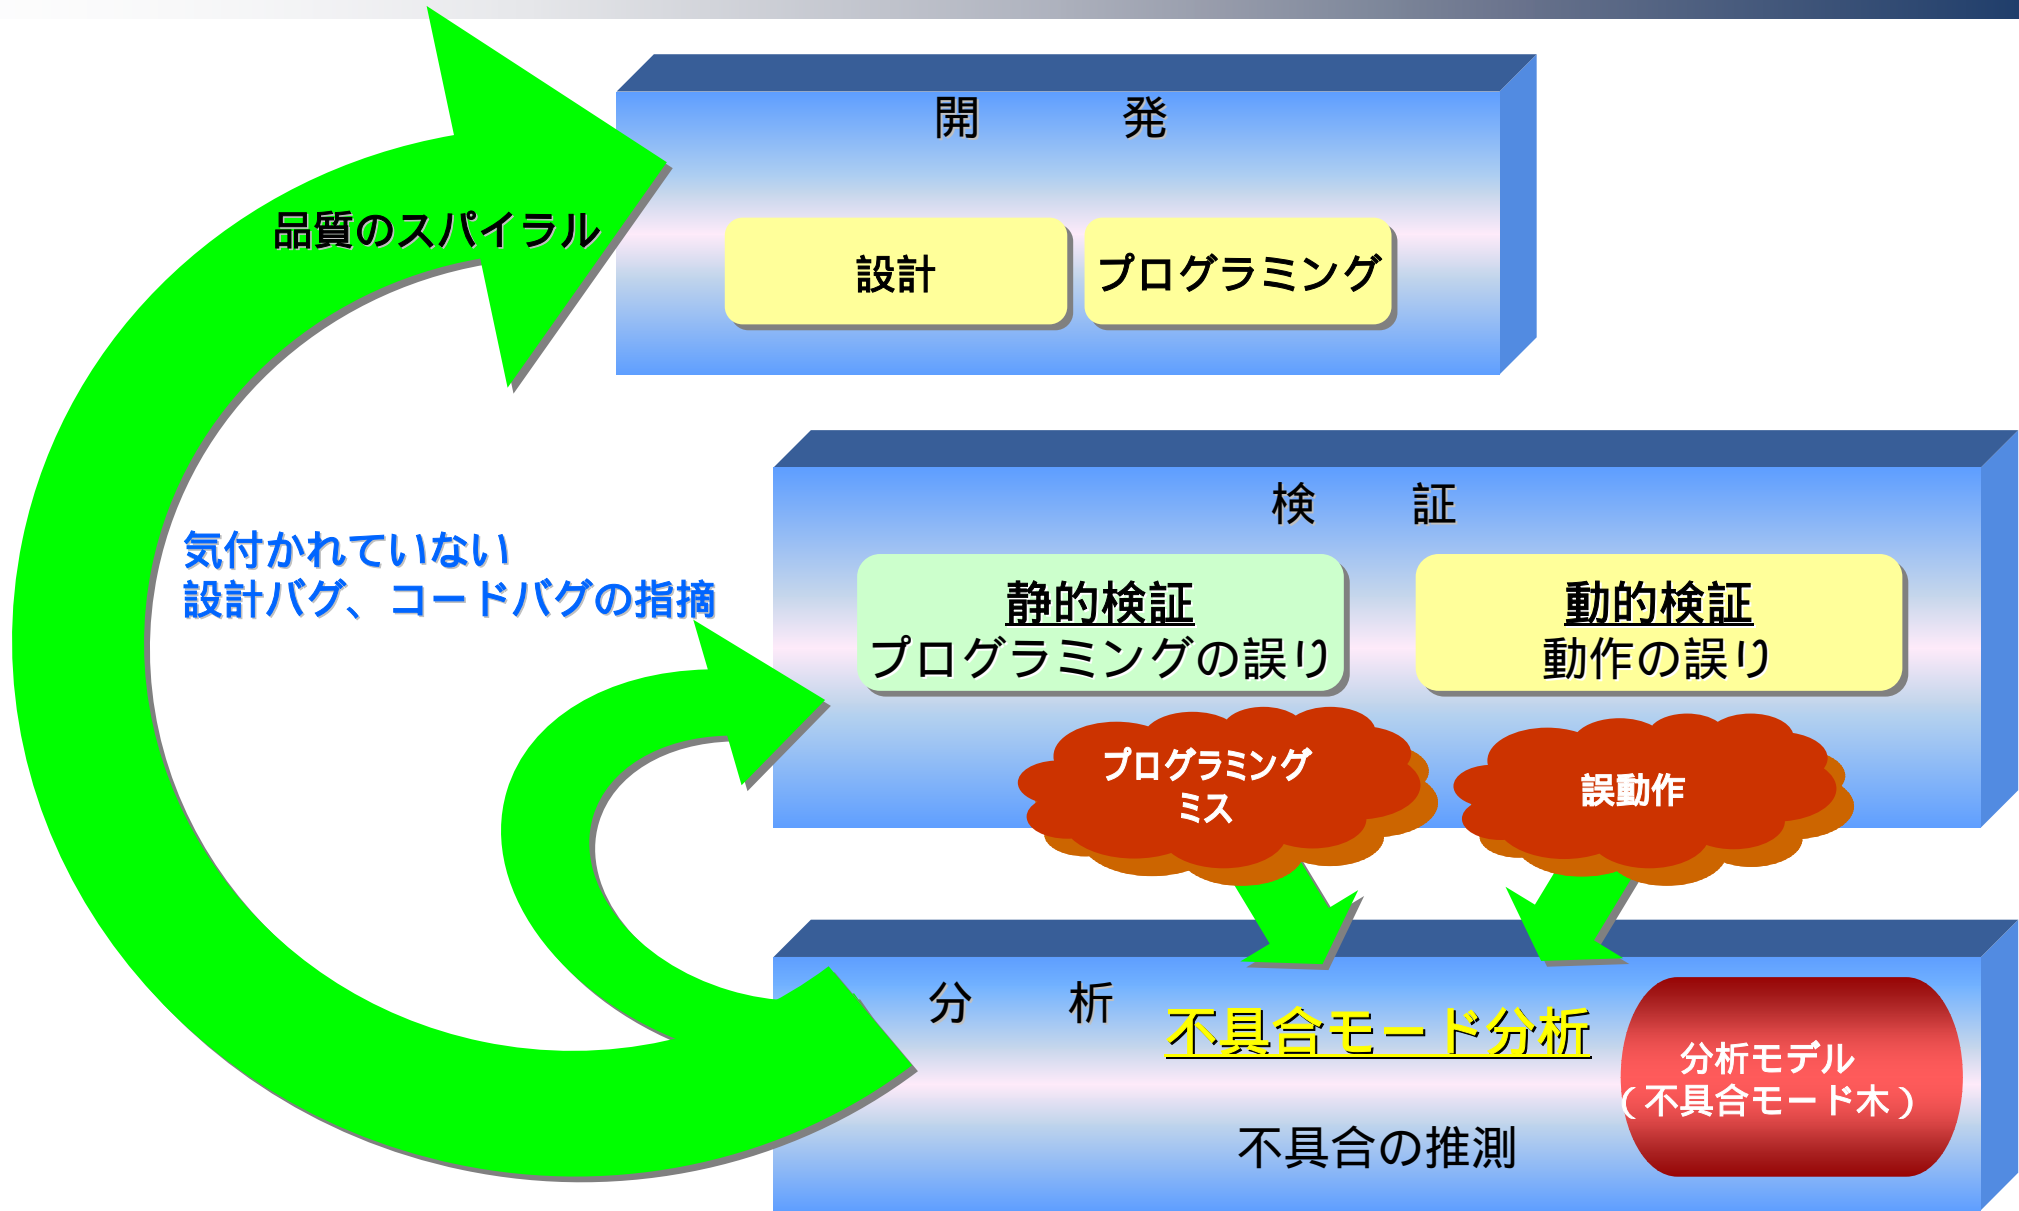 開 発
品質のスパイラル
設計
プログラミング
検 証
気付かれていない
設計バグ、コードバグの指摘
静的検証
プログラミングの誤り
動的検証
動作の誤り
プログラミング
ミス
誤動作
分 析
不具合モード分析
分析モデル
（不具合モード木）
不具合の推測